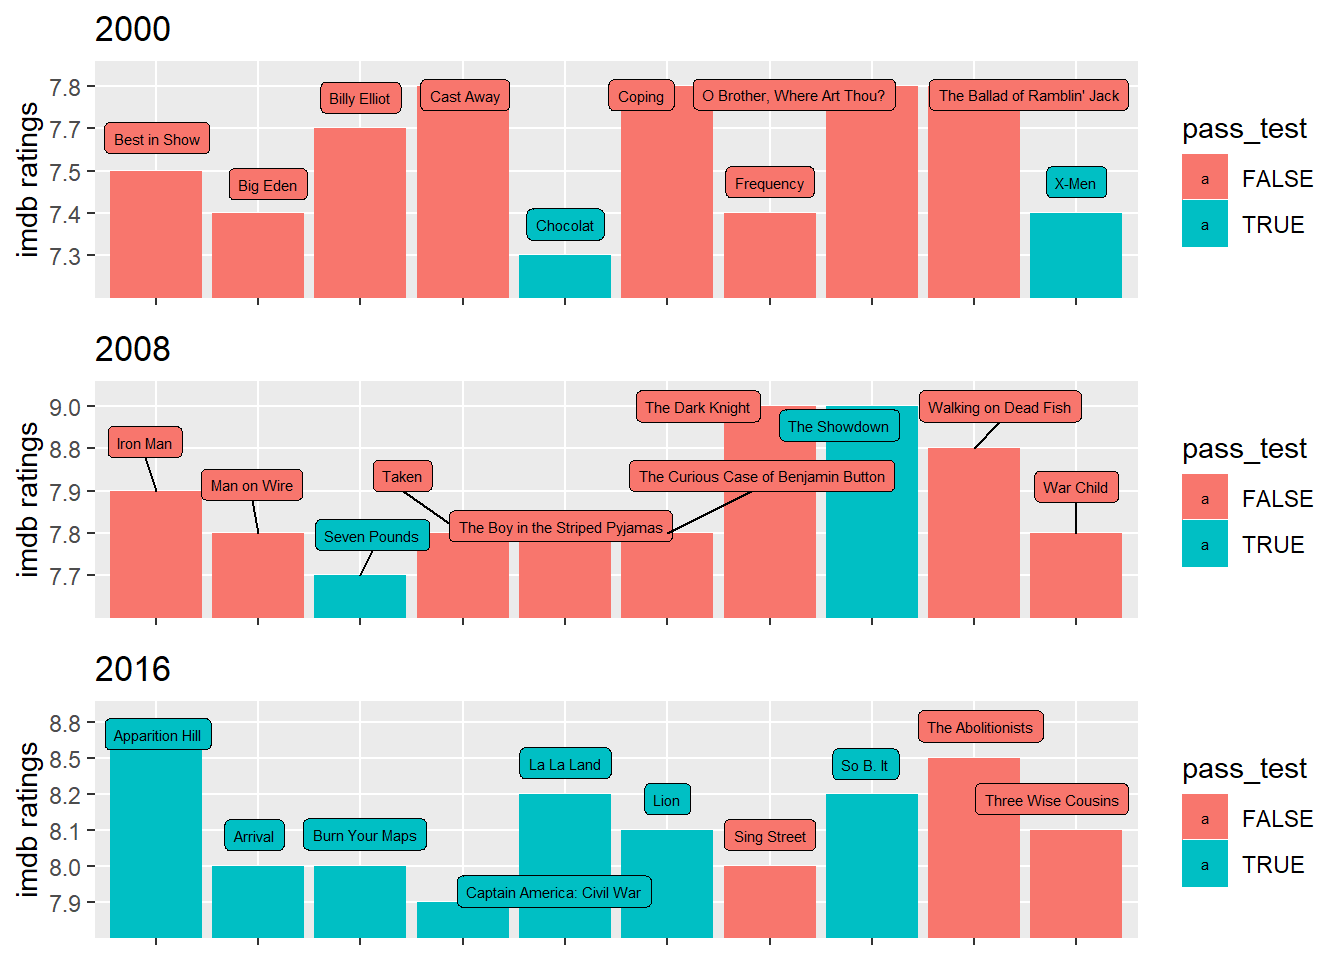 2000
imdb ratings
7.8
7.7
7.5
7.4
7.3
Best in Show
Big Eden
Billy Elliot
Cast Away
Chocolat
Coping
O Brother, Where Art Thou?
Frequency
The Ballad of Ramblin' Jack
X-Men
pass_test
a FALSE
a TRUE
2008
imdb ratings
9.0
8.8
7.9
7.8
7.7
Iron Man
Man on Wire
Seven Pounds
Taken
The Boy in the Striped Pyjamas
The Dark Knight
The Showdown
The Curious Case of Benjamin Button
Walking on Dead Fish
War Child
pass_test
a FALSE
a TRUE
2016
imdb ratings
8.8
8.5
8.2
8.1
8.0
7.9
Apparition Hill
Arrival
Burn Your Maps
Captain America: Civil War
La La Land
Lion
Sing Street
So B. It
The Abolitionists
Three Wise Cousins
pass_test
a FALSE
a TRUE